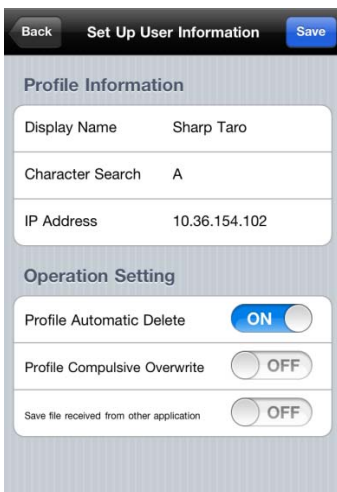 Back Set Up User Information Save
Profile Information
Display Name Sharp Taro
Character Search A
IP Address 10.36.154.102
Operation Setting
Profile Automatic Delete ON
Profile Compulsive Overwrite OFF
Save file received from other application OFF